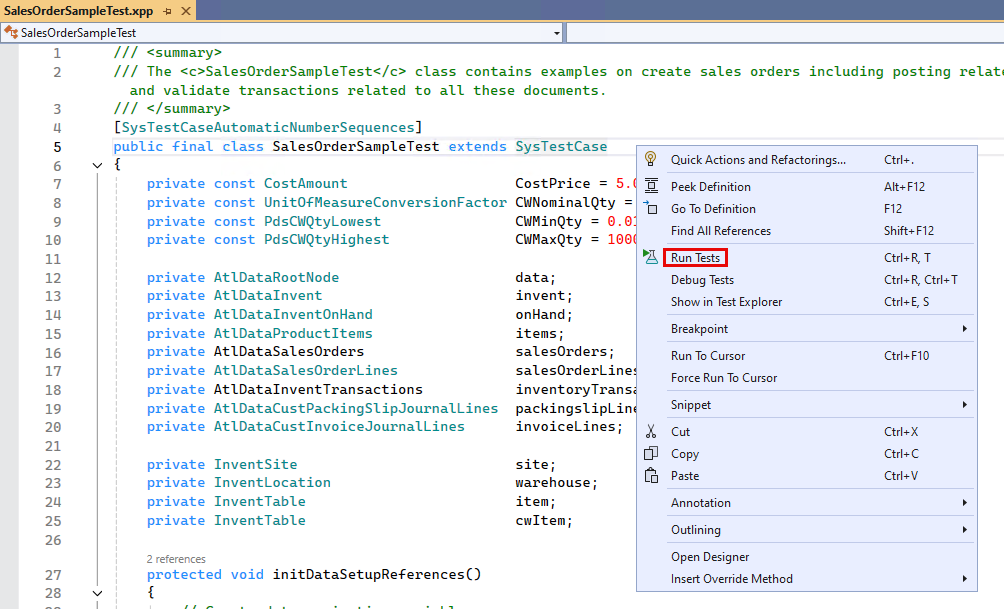 SalesOrderSampleTest.xpp
SalesOrderSampleTest
1 /// <summary>
2 /// The <c>SalesOrderSampleTest</c> class contains examples on create sales orders including posting relate
and validate transactions related to all these documents.
3 /// </summary>
4 [SysTestCaseAutomaticNumberSequences]
5 public final class SalesOrderSampleTest extends SysTestCase
6 {
7 private const CostAmount CostPrice = 5.0
8 private const UnitOfMeasureConversionFactor CWNominalQty =
9 private const PdsCWQtyLowest CWMinQty = 0.01
10 private const PdsCWQtyHighest CWMaxQty = 1000
11
12 private AtlDataRootNode data;
13 private AtlDataInvent invent;
14 private AtlDataInventOnHand onHand;
15 private AtlDataProductItems items;
16 private AtlDataSalesOrders salesOrders;
17 private AtlDataSalesOrderLines salesOrderLines
18 private AtlDataInventTransactions inventoryTransa
19 private AtlDataCustPackingSlipJournalLines packingslipLine
20 private AtlDataCustInvoiceJournalLines invoiceLines;
21
22 private InventSite site;
23 private InventLocation warehouse;
24 private InventTable item;
25 private InventTable cwItem;
26
2 references
27 protected void initDataSetupReferences()
28 {
Quick Actions and Refactorings... Ctrl+.
Peek Definition Alt+F12
Go To Definition F12
Find All References Shift+F12
Run Tests Ctrl+R, T
Debug Tests Ctrl+R, Ctrl+T
Show in Test Explorer Ctrl+E, S
Breakpoint
Run To Cursor Ctrl+F10
Force Run To Cursor
Snippet
Cut Ctrl+X
Copy Ctrl+C
Paste Ctrl+V
Annotation
Outlining
Open Designer
Insert Override Method